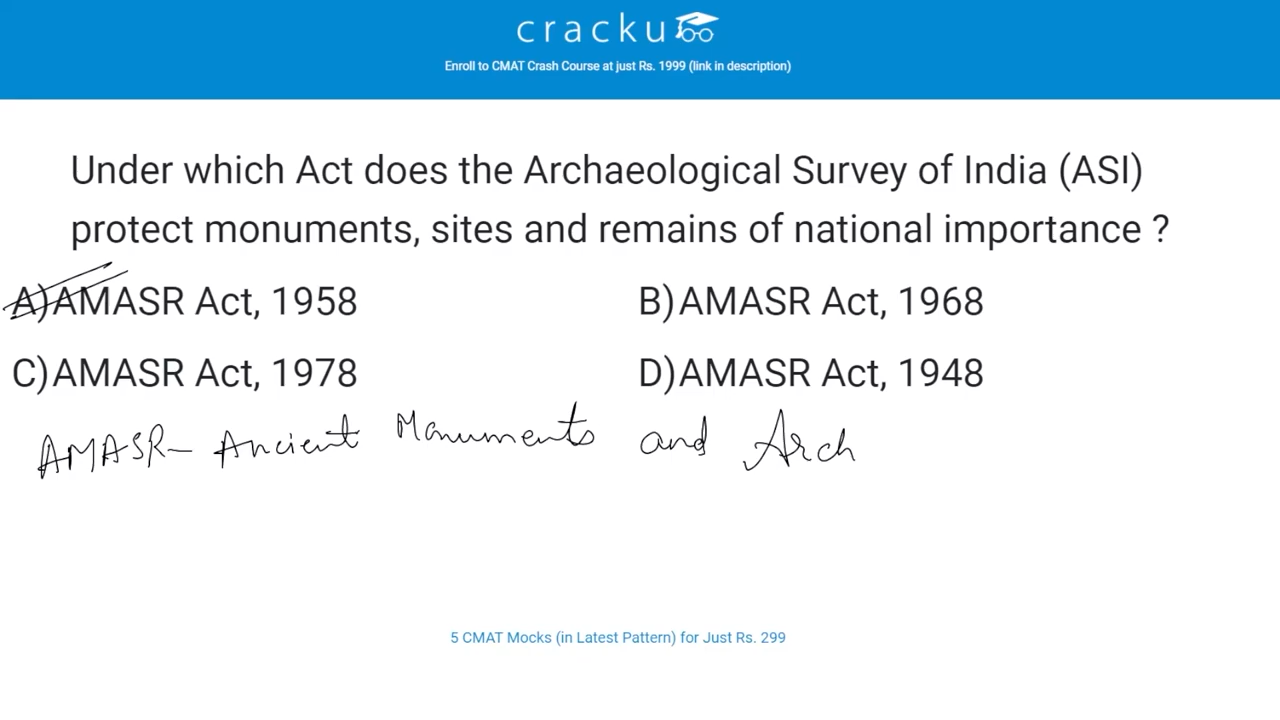 cracku
Enroll to CMAT Crash Course at just Rs. 1999 (link in description)
Under which Act does the Archaeological Survey of India (ASI)
protect monuments, sites and remains of national importance ?
A)AMASR Act, 1958 B)AMASR Act, 1968
C)AMASR Act, 1978 D)AMASR Act, 1948
AMASR- Ancient Monuments and Arch
5 CMAT Mocks (in Latest Pattern) for Just Rs. 299